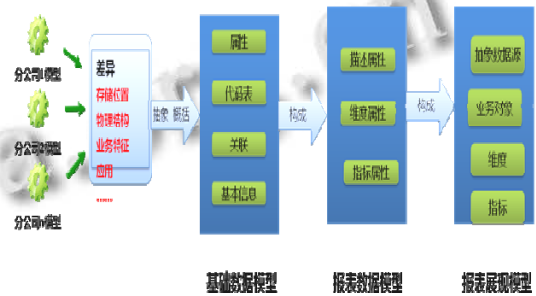 分公司1模型
分公司2模型
分公司n模型
差异
存储位置
物理结构
业务特征
应用
......
抽象 概括
属性
代码表
关联
基本信息
基础数据模型
构成
描述属性
维度属性
指标属性
报表数据模型
构成
抽象数据源
业务对象
维度
指标
报表展现模型